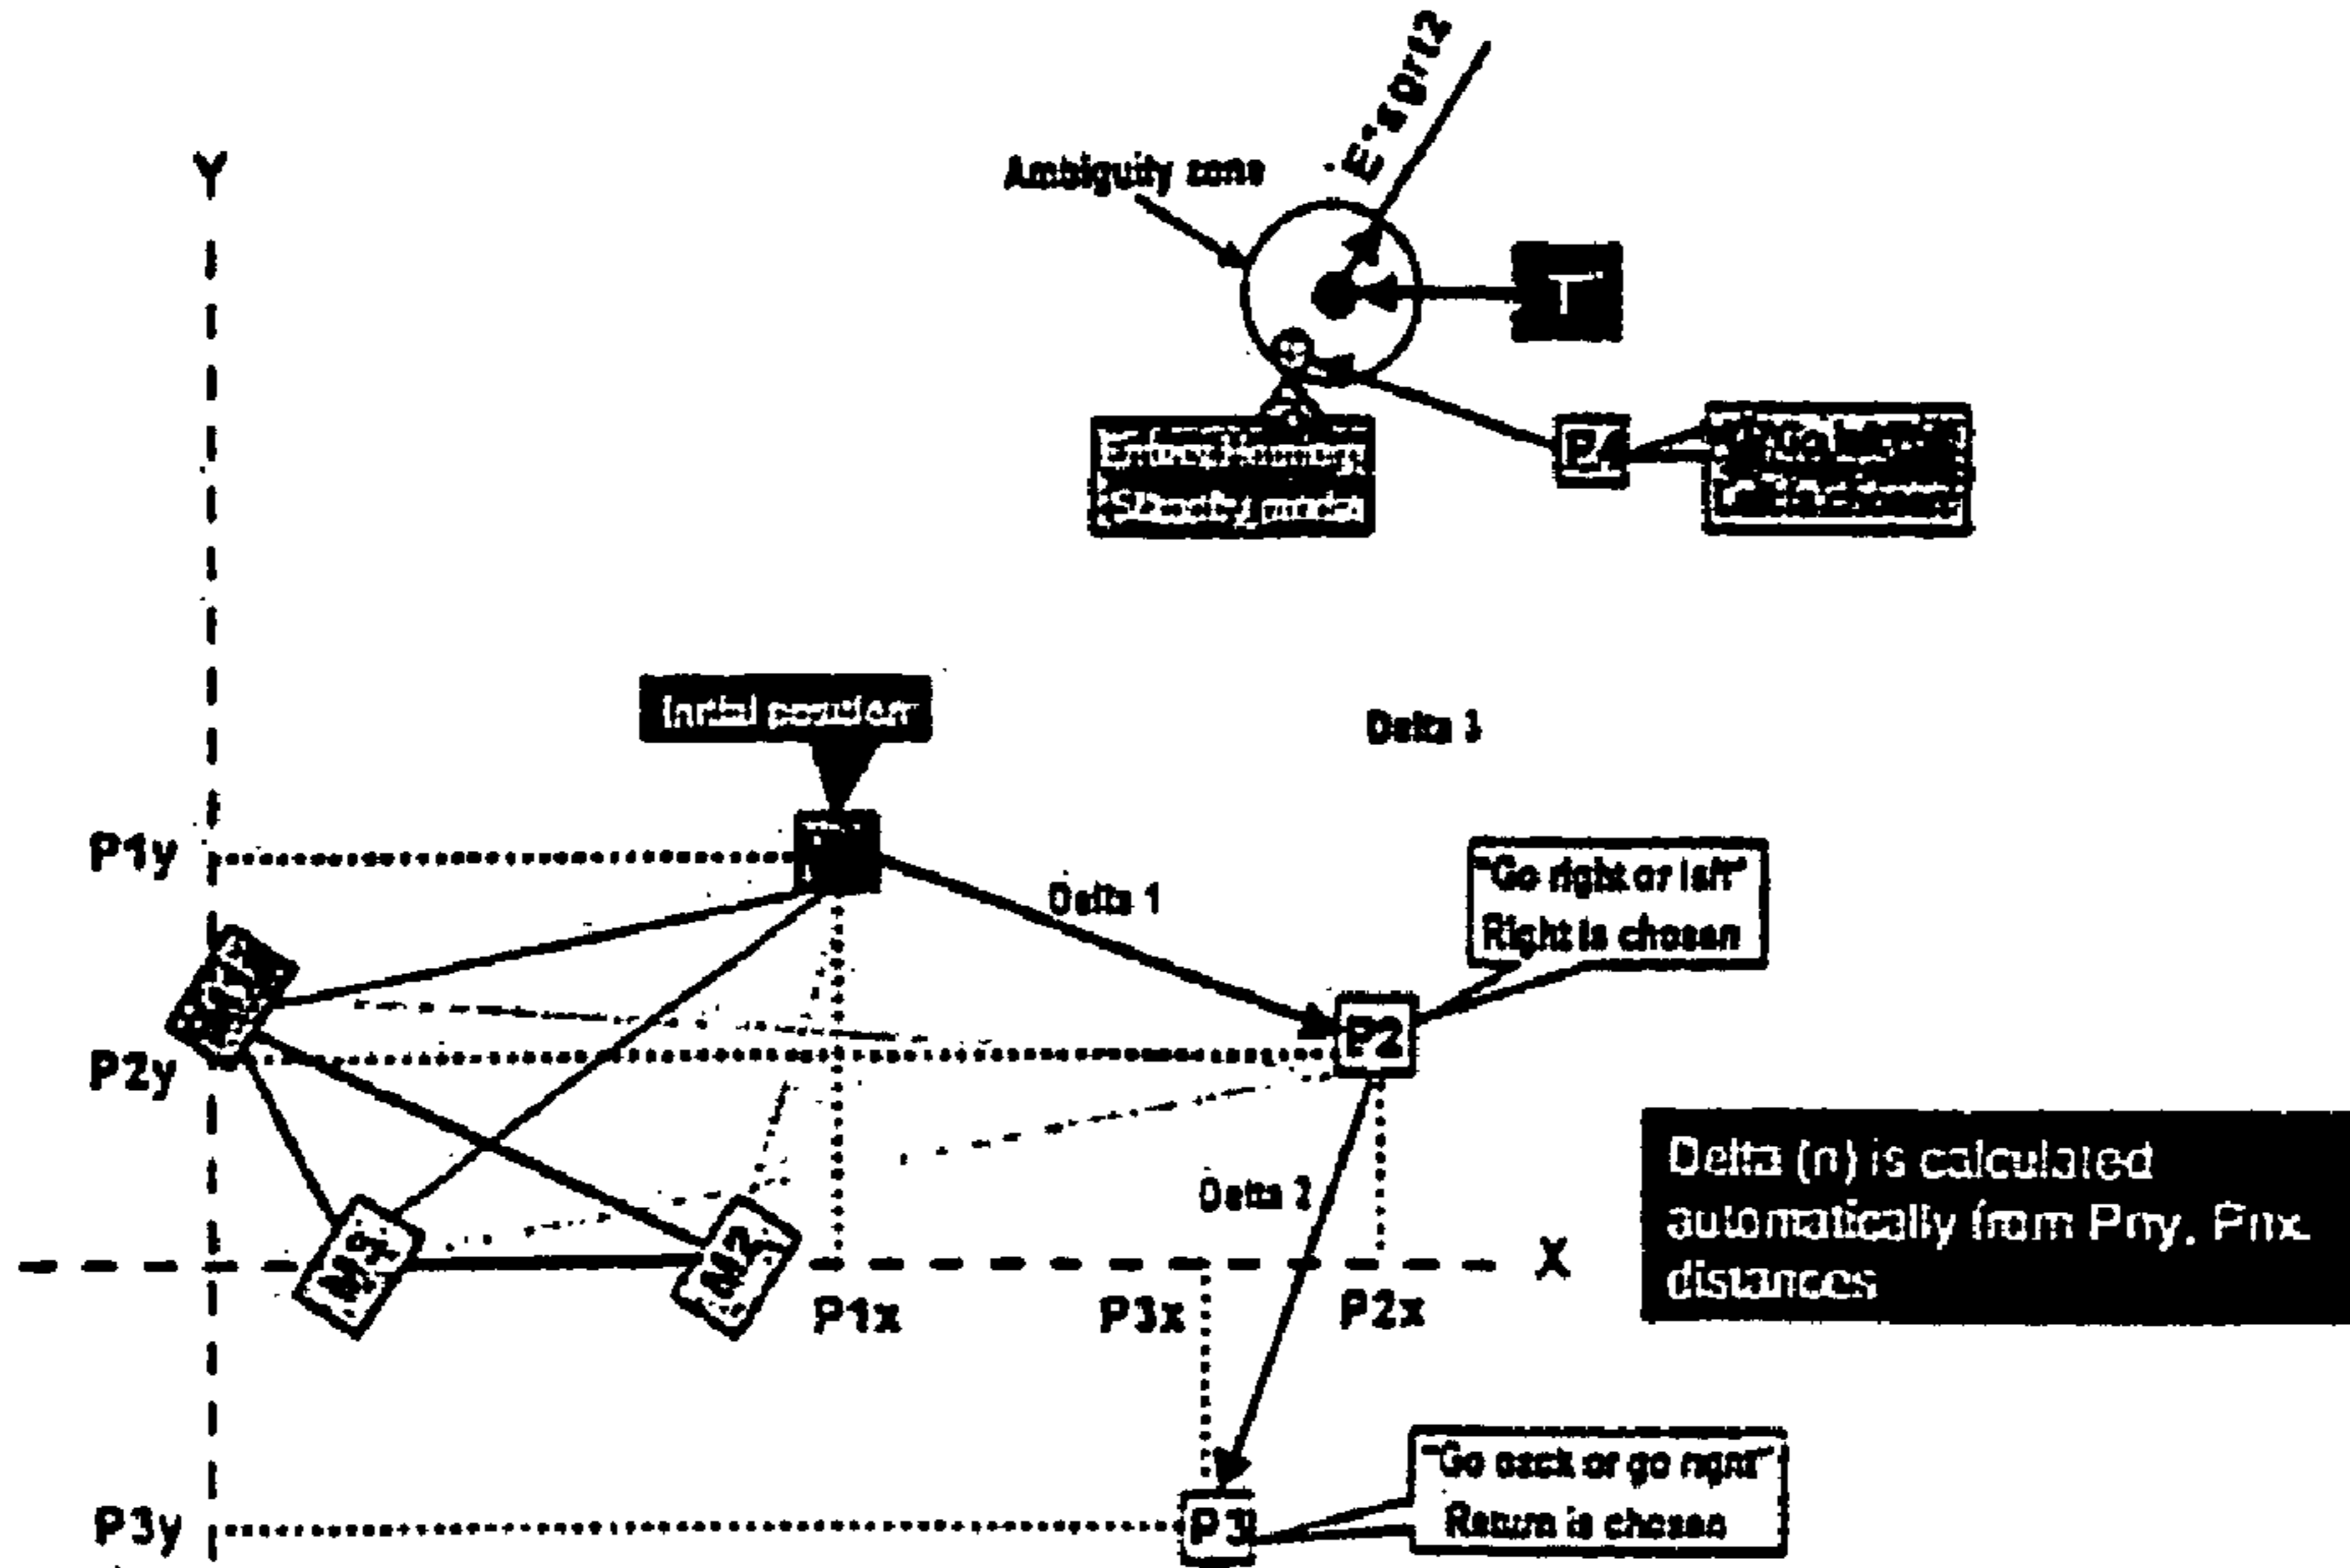 Y
Ambiguity zone
T
P4
Initial position
Delta 3
P1y
Delta 1
"Go right or left"
Right is chosen
P2y
P2
Delta 2
Delta (n) is calculated
automatically from Pny, Pnx
distances
M1
M2
X
P1x
P3x
P2x
"Go back or go right"
Return is chosen
P3y
P3